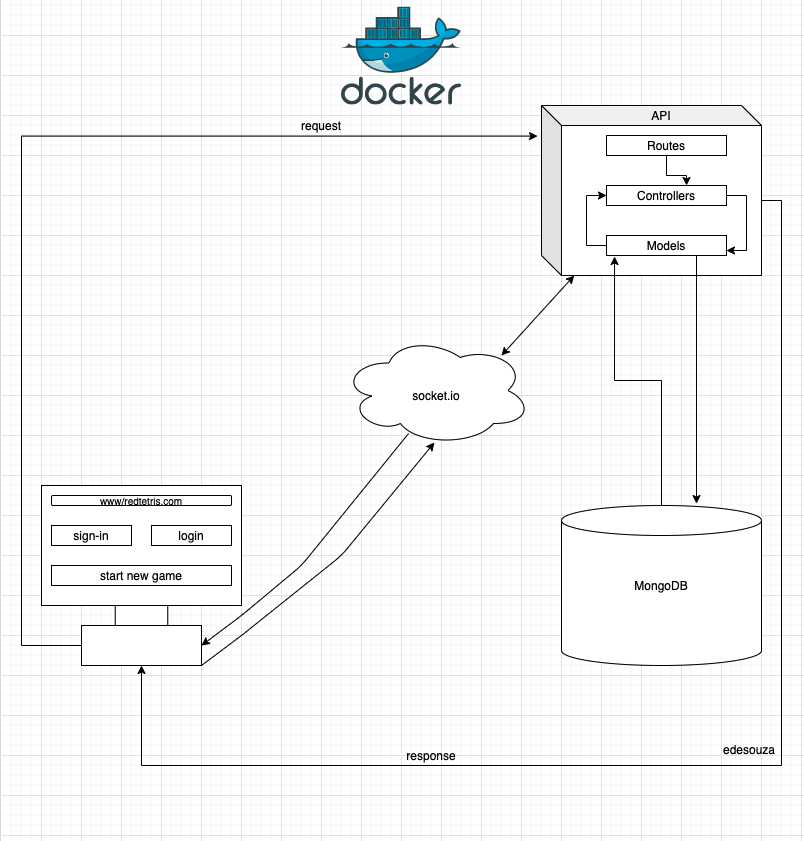 docker
API
request
Routes
Controllers
Models
socket.io
www/redtetris.com
sign-in
login
start new game
MongoDB
edesouza
response